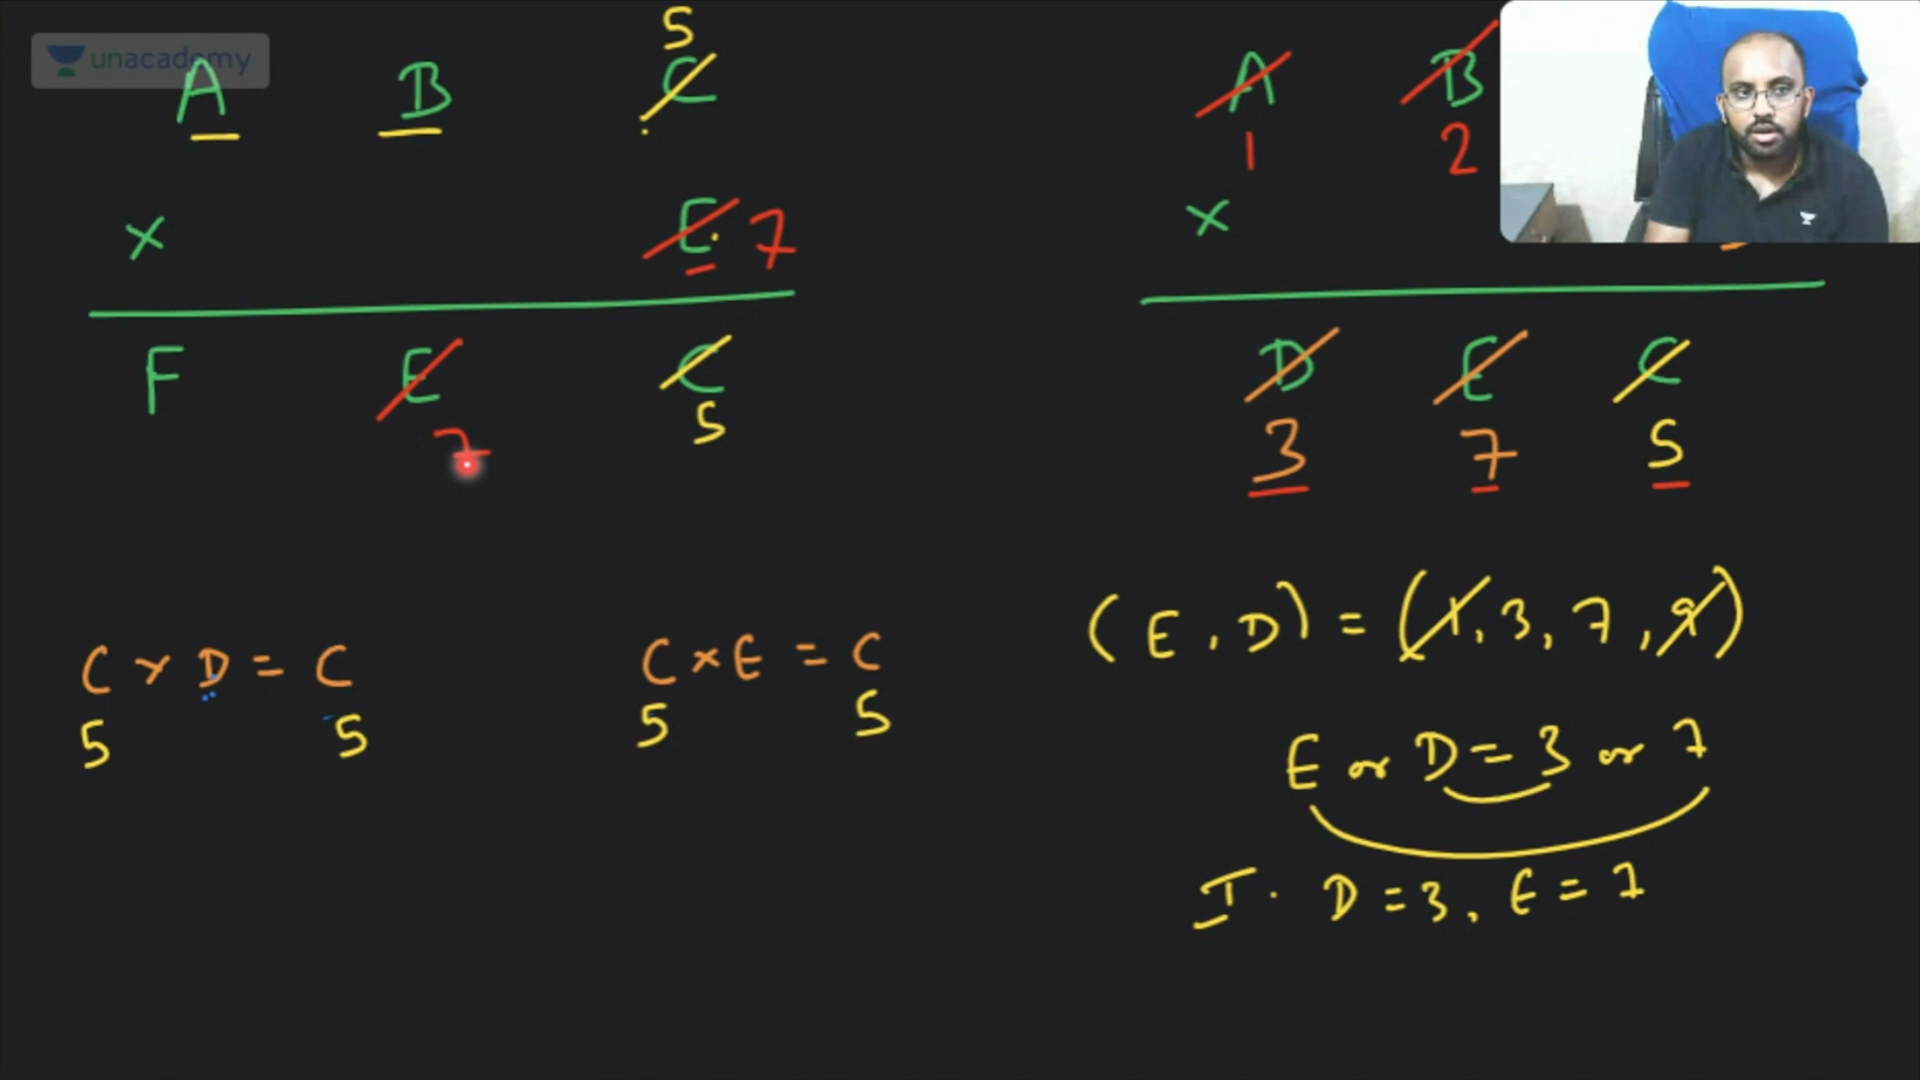 unacademy
5
A B C
A B
1 2
×
E 7
×
F E C
7 5
D E C
3 7 5
C × D = C
5 5
C × E = C
5 5
(E, D) = (1, 3, 7, 9)
E or D = 3 or 7
I. D = 3, E = 7